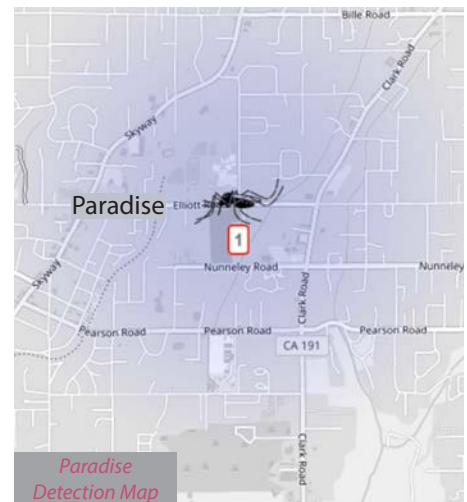 Bille Road
Clark Road
Skyway
Paradise
Elliott Ro
1
Skyway
Nunneley Road
Nunneley
Clark Road
Pearson Road
Pearson Road
Pearson Road
CA 191
Clark Road
Paradise
Detection Map